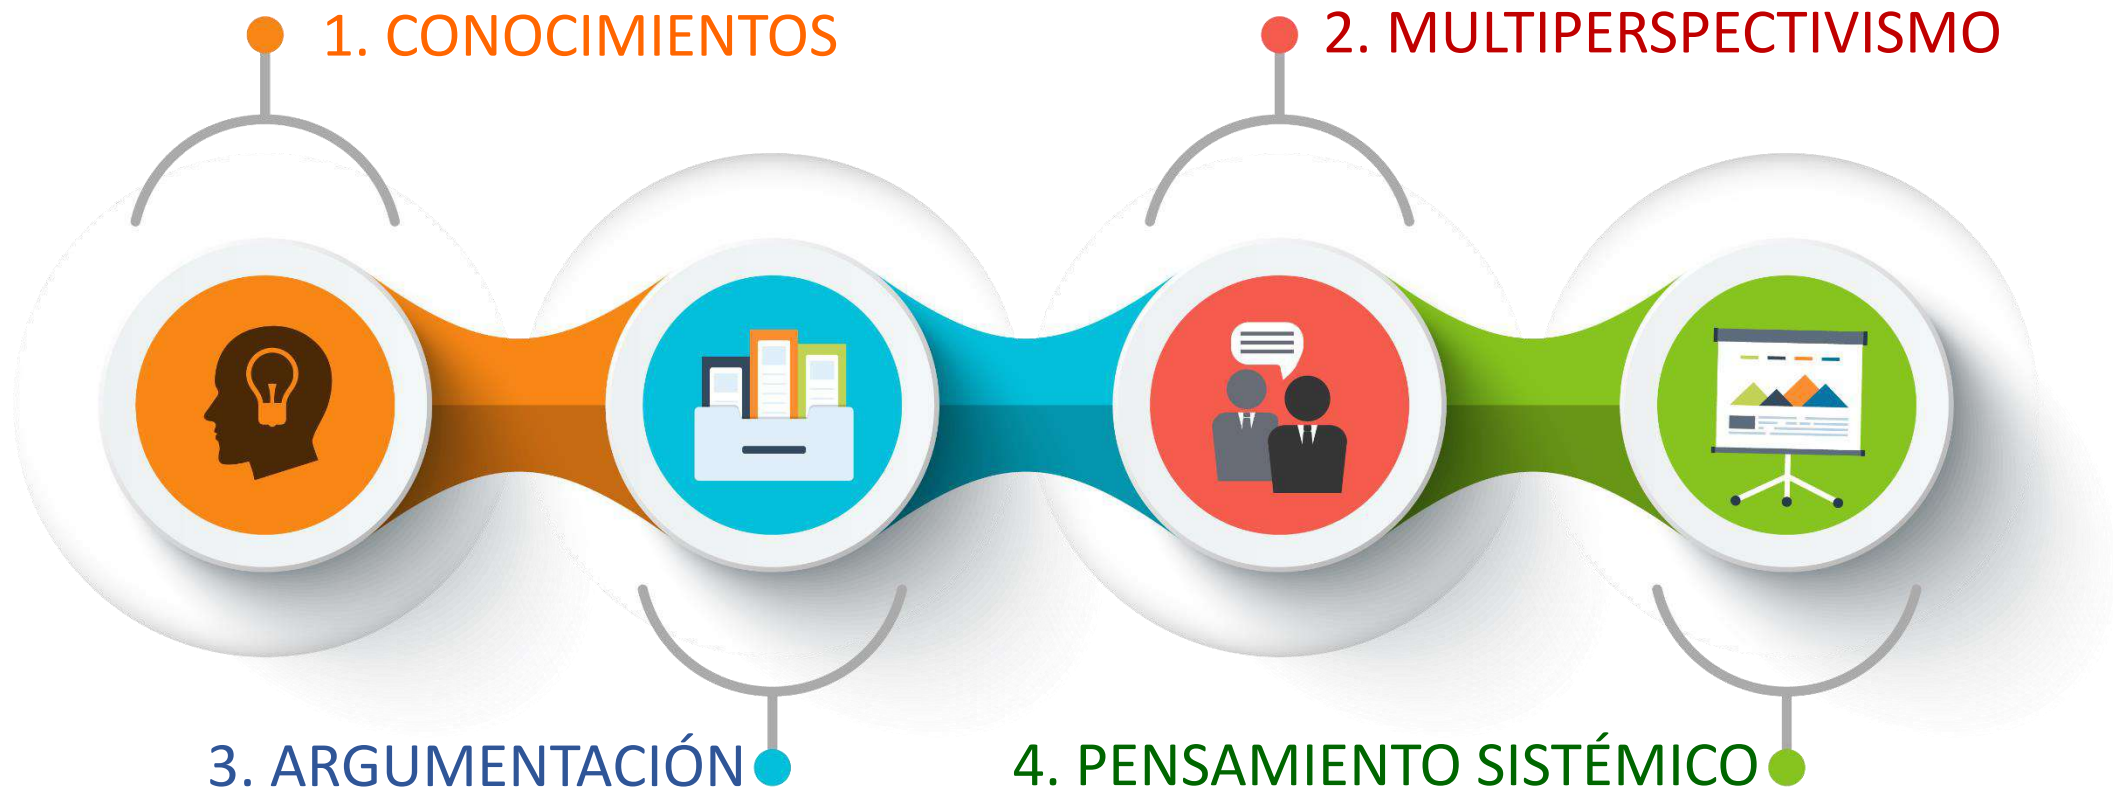 1. CONOCIMIENTOS
2. MULTIPERSPECTIVISMO
3. ARGUMENTACIÓN
4. PENSAMIENTO SISTÉMICO